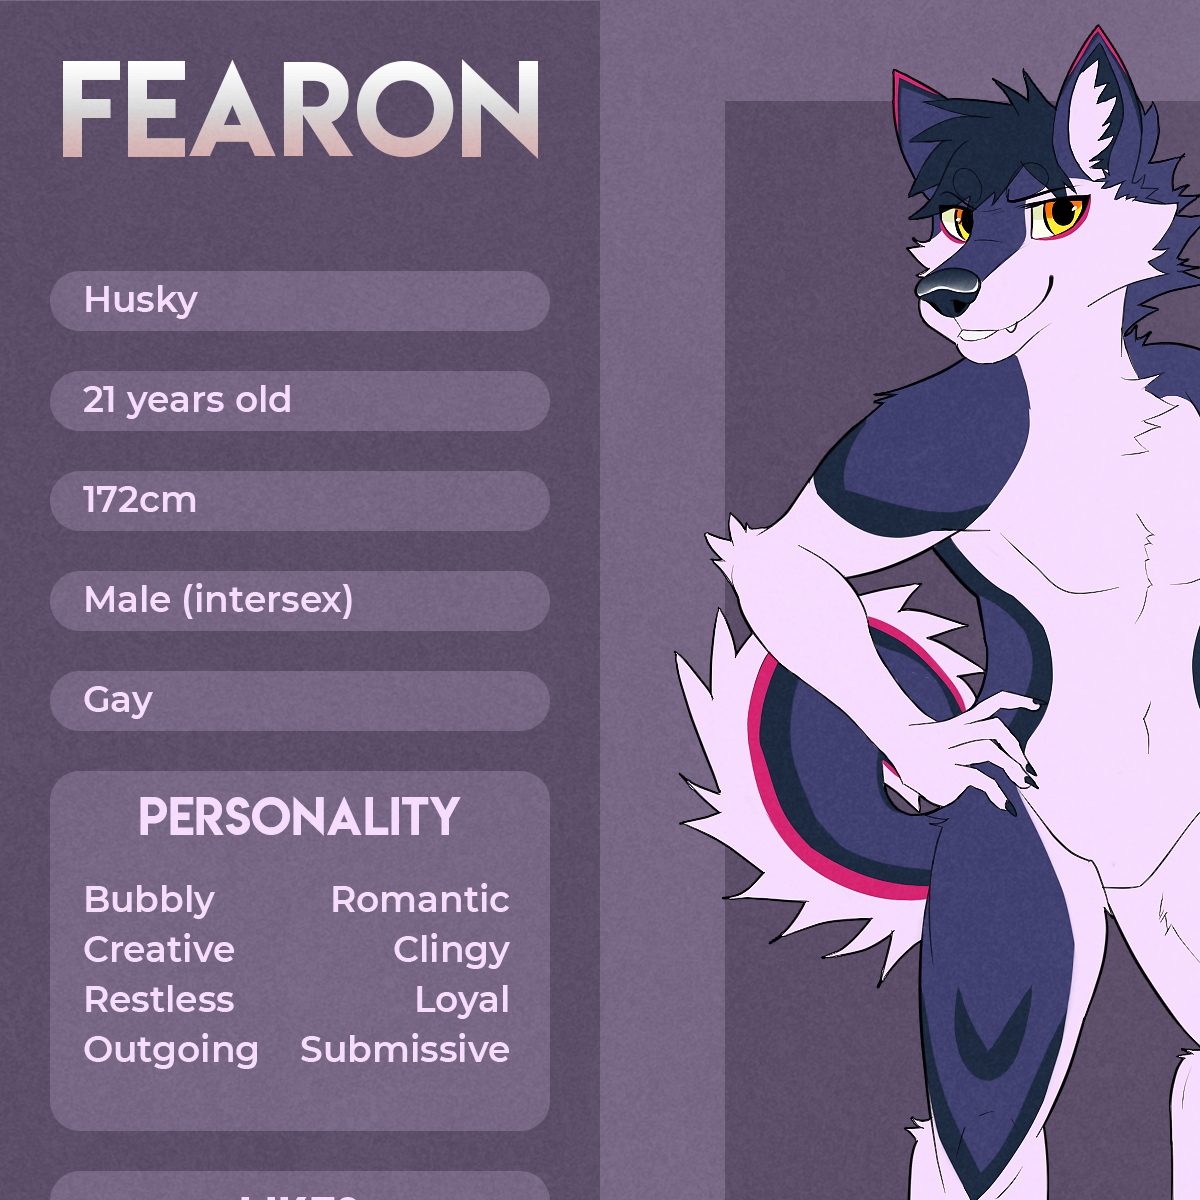 FEARON
Husky
21 years old
172cm
Male (intersex)
Gay
PERSONALITY
Bubbly Romantic
Creative Clingy
Restless Loyal
Outgoing Submissive